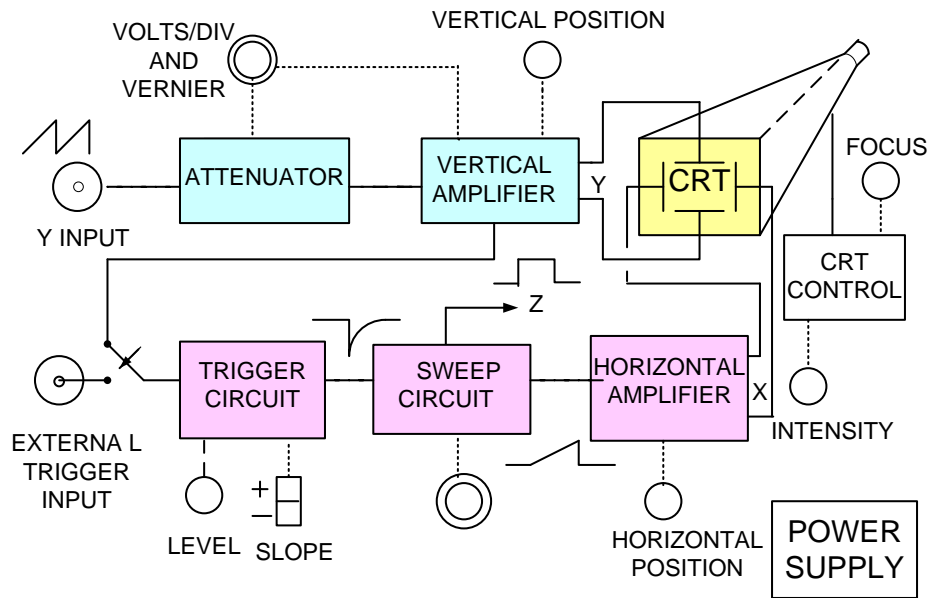 VOLTS/DIV
AND
VERNIER
VERTICAL POSITION
ATTENUATOR
VERTICAL
AMPLIFIER
Y
CRT
FOCUS
Y INPUT
CRT
CONTROL
Z
TRIGGER
CIRCUIT
SWEEP
CIRCUIT
HORIZONTAL
AMPLIFIER
X
INTENSITY
EXTERNA L
TRIGGER
INPUT
+
−
LEVEL
SLOPE
HORIZONTAL
POSITION
POWER
SUPPLY